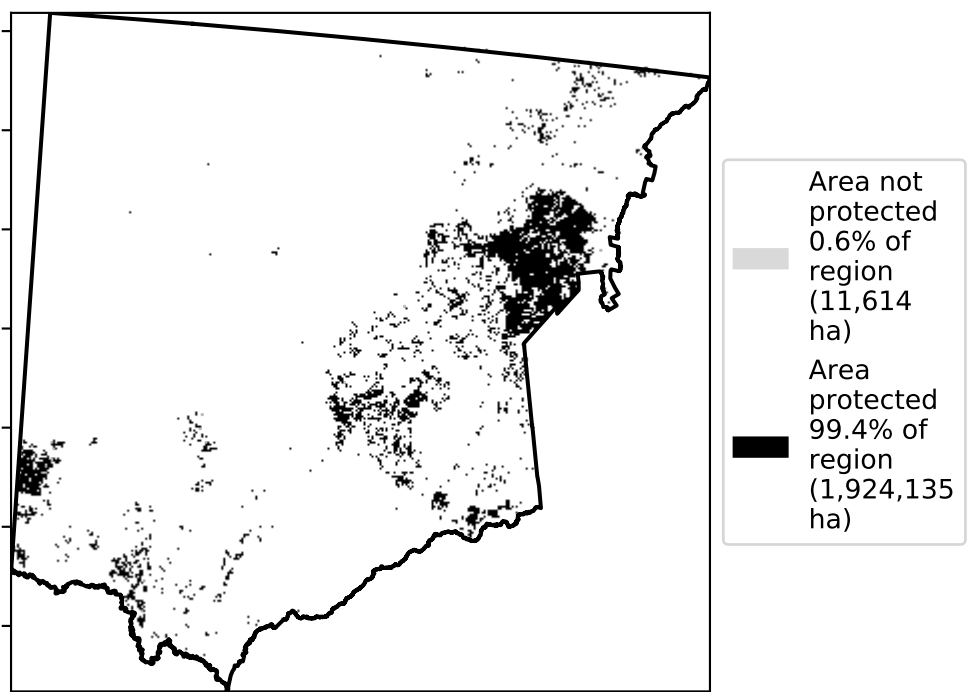 Area not
protected
0.6% of
region
(11,614
ha)
Area
protected
99.4% of
region
(1,924,135
ha)